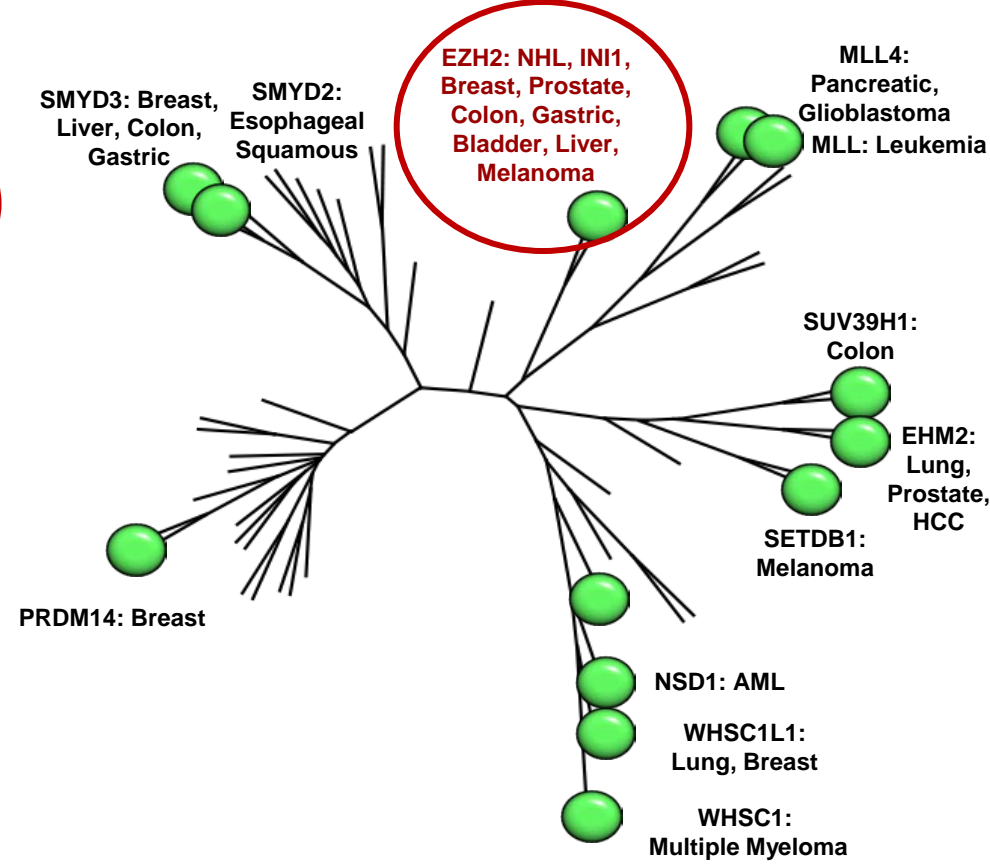 SMYD3: Breast,
Liver, Colon,
Gastric
SMYD2:
Esophageal
Squamous
EZH2: NHL, INI1,
Breast, Prostate,
Colon, Gastric,
Bladder, Liver,
Melanoma
MLL4:
Pancreatic,
Glioblastoma
MLL: Leukemia
SUV39H1:
Colon
EHM2:
Lung,
Prostate,
HCC
SETDB1:
Melanoma
PRDM14: Breast
NSD1: AML
WHSC1L1:
Lung, Breast
WHSC1:
Multiple Myeloma